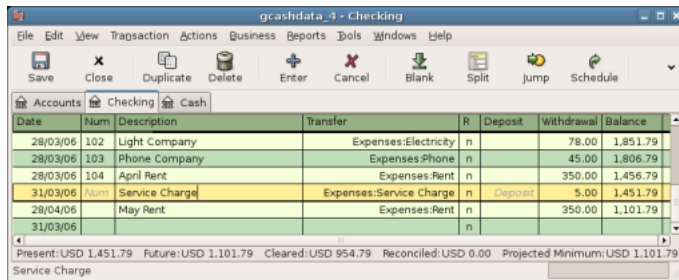 gcashdata_4 - Checking
File Edit View Transaction Actions Business Reports Tools Windows Help
Save Close Duplicate Delete Enter Cancel Blank Split Jump Schedule
Accounts Checking Cash
Date Num Description Transfer R Deposit Withdrawal Balance
28/03/06 102 Light Company Expenses:Electricity n 78.00 1,851.79
28/03/06 103 Phone Company Expenses:Phone n 45.00 1,806.79
28/03/06 104 April Rent Expenses:Rent n 350.00 1,456.79
31/03/06 Num Service Charge Expenses:Service Charge n Deposit 5.00 1,451.79
28/04/06 May Rent Expenses:Rent n 350.00 1,101.79
31/03/06 n
Present:USD 1,451.79 Future:USD 1,101.79 Cleared:USD 954.79 Reconciled:USD 0.00 Projected Minimum:USD 1,101.79
Service Charge